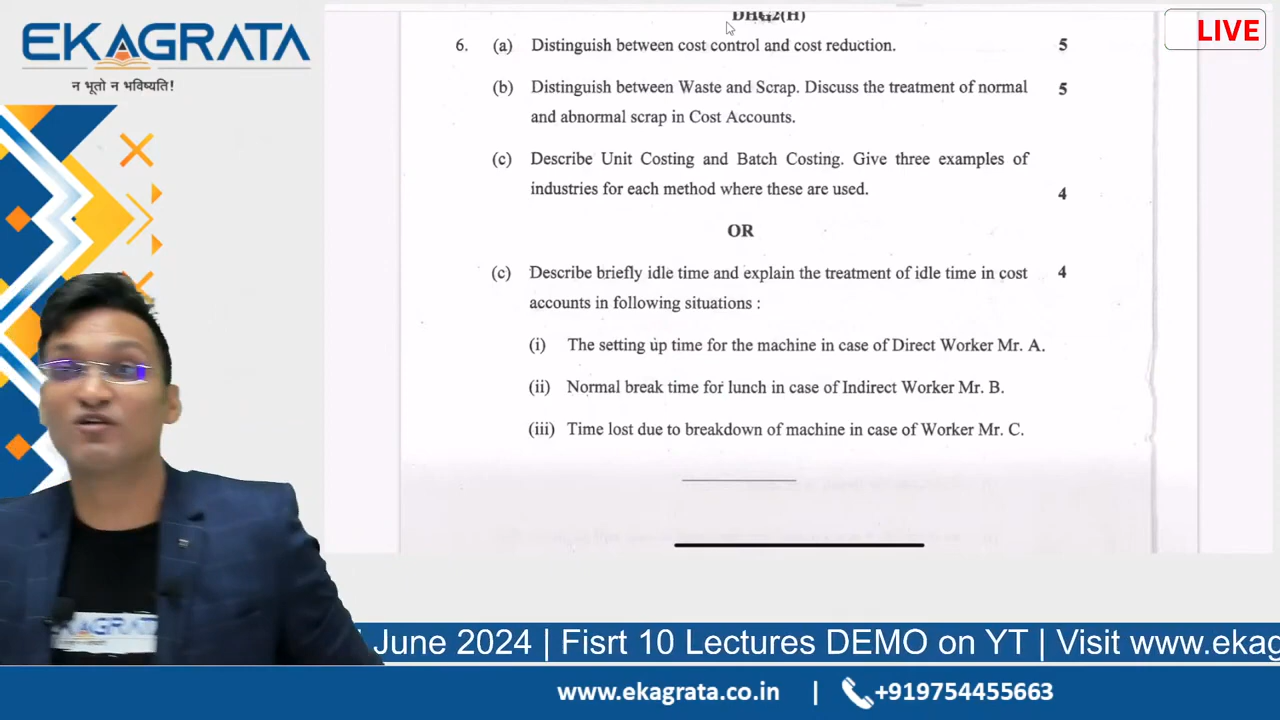 EKAGRATA
न भूतो न भविष्यति!
LIVE
DHG2(H)
6. (a) Distinguish between cost control and cost reduction. 5
(b) Distinguish between Waste and Scrap. Discuss the treatment of normal 5
and abnormal scrap in Cost Accounts.
(c) Describe Unit Costing and Batch Costing. Give three examples of
industries for each method where these are used. 4
OR
(c) Describe briefly idle time and explain the treatment of idle time in cost 4
accounts in following situations :
(i) The setting up time for the machine in case of Direct Worker Mr. A.
(ii) Normal break time for lunch in case of Indirect Worker Mr. B.
(iii) Time lost due to breakdown of machine in case of Worker Mr. C.
EKAGRATA
June 2024 | Fisrt 10 Lectures DEMO on YT | Visit www.ekag
www.ekagrata.co.in | +919754455663